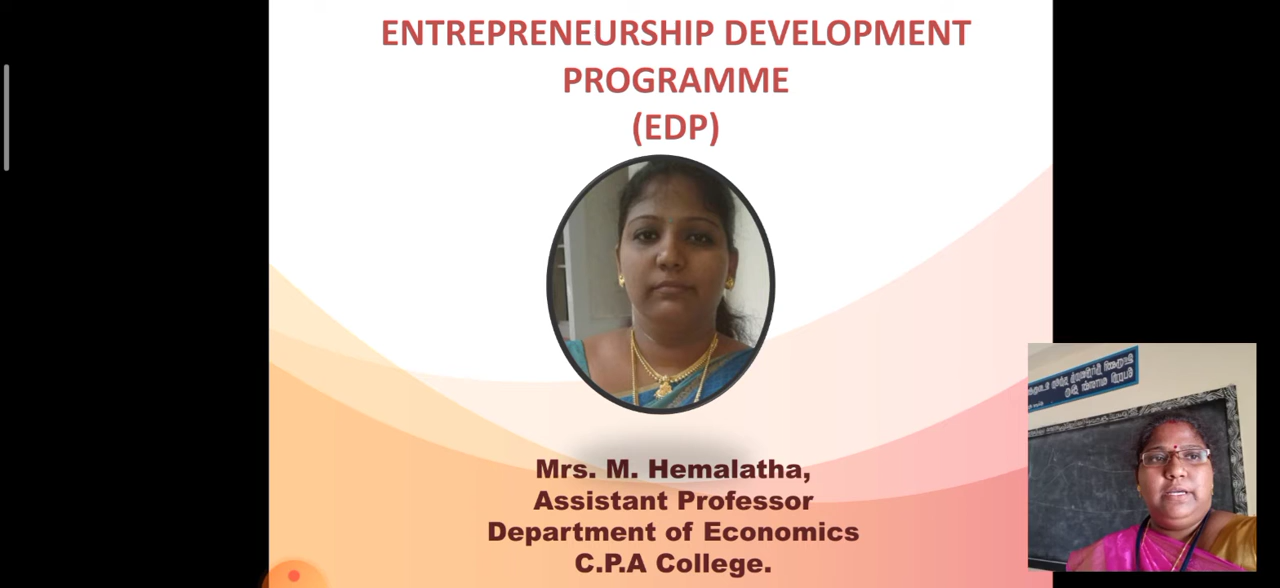 ENTREPRENEURSHIP DEVELOPMENT
PROGRAMME
(EDP)
Mrs. M. Hemalatha,
Assistant Professor
Department of Economics
C.P.A College.